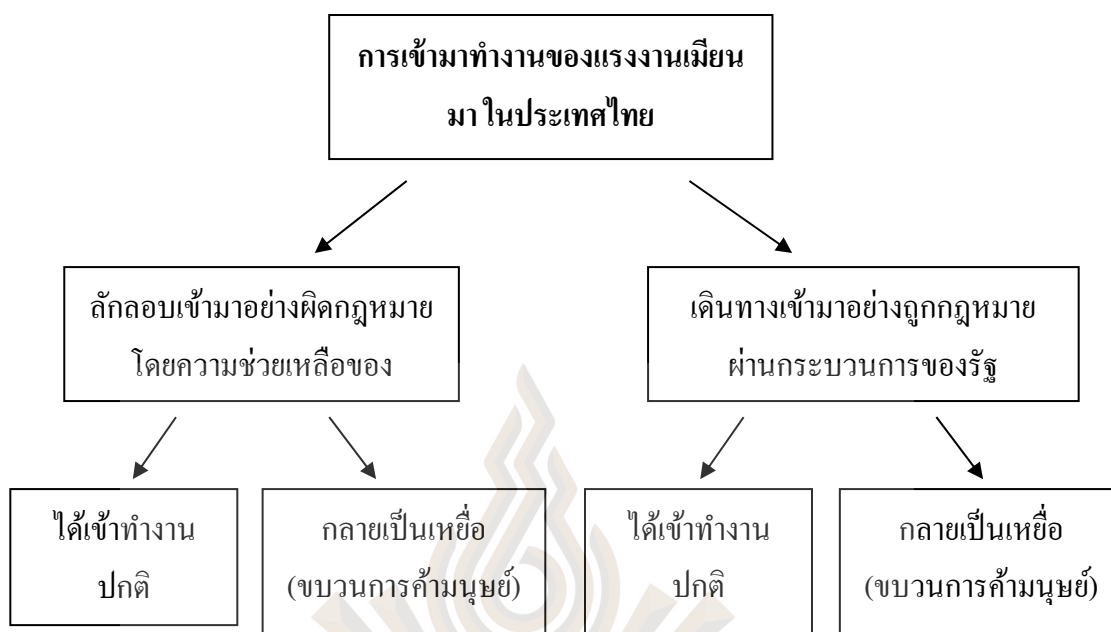 การเข้ามาทำงานของแรงงานเมียน
มา ในประเทศไทย
ลักลอบเข้ามาอย่างผิดกฎหมาย
โดยความช่วยเหลือของ
เดินทางเข้ามาอย่างถูกกฎหมาย
ผ่านกระบวนการของรัฐ
ได้เข้าทำงาน
ปกติ
กลายเป็นเหยื่อ
(ขบวนการค้ามนุษย์)
ได้เข้าทำงาน
ปกติ
กลายเป็นเหยื่อ
(ขบวนการค้ามนุษย์)